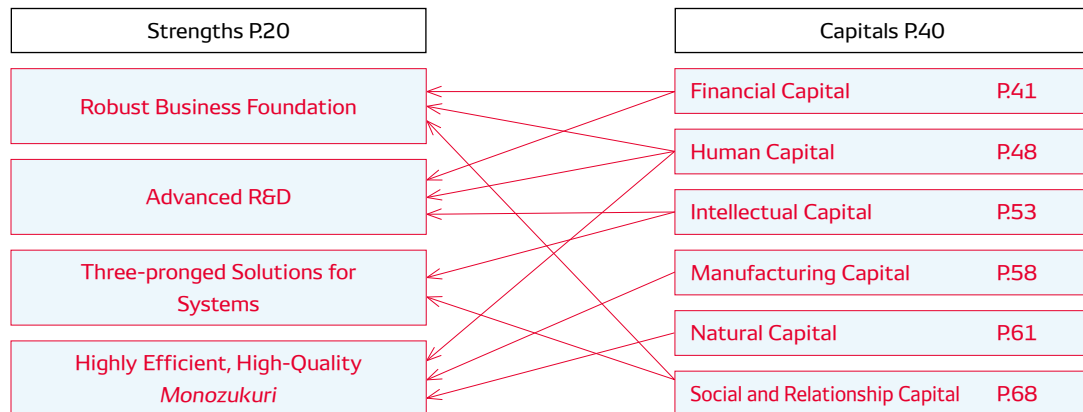 Strengths P.20
Robust Business Foundation
Advanced R&D
Three-pronged Solutions for
Systems
Highly Efficient, High-Quality
Monozukuri
Capitals P.40
Financial Capital P.41
Human Capital P.48
Intellectual Capital P.53
Manufacturing Capital P.58
Natural Capital P.61
Social and Relationship Capital P.68